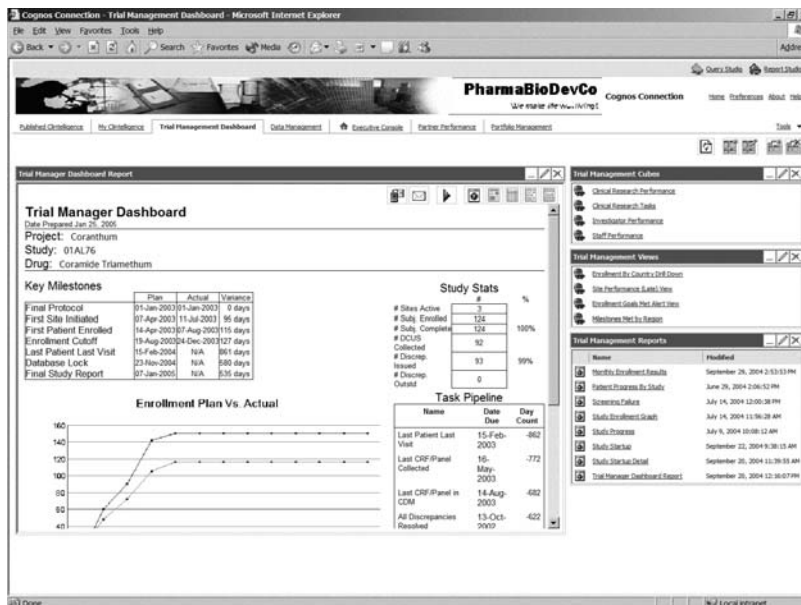 Cognos Connection - Trial Management Dashboard - Microsoft Internet Explorer
File Edit View Favorites Tools Help
Back Search Favorites Media
Query Studio Report Studio
PharmaBioDevCo
Cognos Connection
Home Preferences About Help
My Clintelligence Trial Management Dashboard Data Management Executive Console Partner Performance Portfolio Management
Tools
Trial Manager Dashboard Report
Trial Manager Dashboard
Date Prepared Jan 25, 2005
Project: Coranthum
Study: 01AL76
Drug: Coramide Triamethum
Key Milestones
Plan Actual Variance
Final Protocol 01-Jan-2003 01-Jan-2003 0 days
First Site Initiated 07-Apr-2003 11-Jul-2003 95 days
First Patient Enrolled 14-Apr-2003 07-Aug-2003 115 days
Enrollment Cutoff 19-Aug-2003 24-Dec-2003 127 days
Last Patient Last Visit 15-Feb-2004 N/A 861 days
Database Lock 23-Nov-2004 N/A 580 days
Final Study Report 07-Jan-2005 N/A 535 days
Study Stats
# %
# Sites Active 3
# Subj. Enrolled 124
# Subj. Complete 124 100%
# DCUS Collected 92
# Discrep. Issued 93 99%
# Discrep. Outstd 0
Enrollment Plan Vs. Actual
160
140
120
100
80
60
40
Task Pipeline
Name Date Due Day Count
Last Patient Last Visit 15-Feb-2003 -862
Last CRF/Panel Collected 16-May-2003 -772
Last CRF/Panel in CDM 14-Aug-2003 -682
All Discrepancies Resolved 13-Oct-2002 -622
Trial Management Cubes
Clinical Research Performance
Clinical Research Tasks
Investigator Performance
Staff Performance
Trial Management Views
Enrollment By Country Drill Down
Site Performance (Late) View
Enrollment Goals Met Alert View
Milestones Met by Region
Trial Management Reports
Name Modified
Monthly Enrollment Results September 29, 2004 2:53:53 PM
Patient Progress By Study June 29, 2004 2:06:52 PM
Screening Failure July 14, 2004 12:00:38 PM
Study Enrollment Graph July 14, 2004 11:56:28 AM
Study Progress July 9, 2004 10:08:12 AM
Study Startup September 22, 2004 9:38:15 AM
Study Startup Detail September 20, 2004 11:39:55 AM
Trial Manager Dashboard Report September 20, 2004 12:16:07 PM
Done
Local intranet